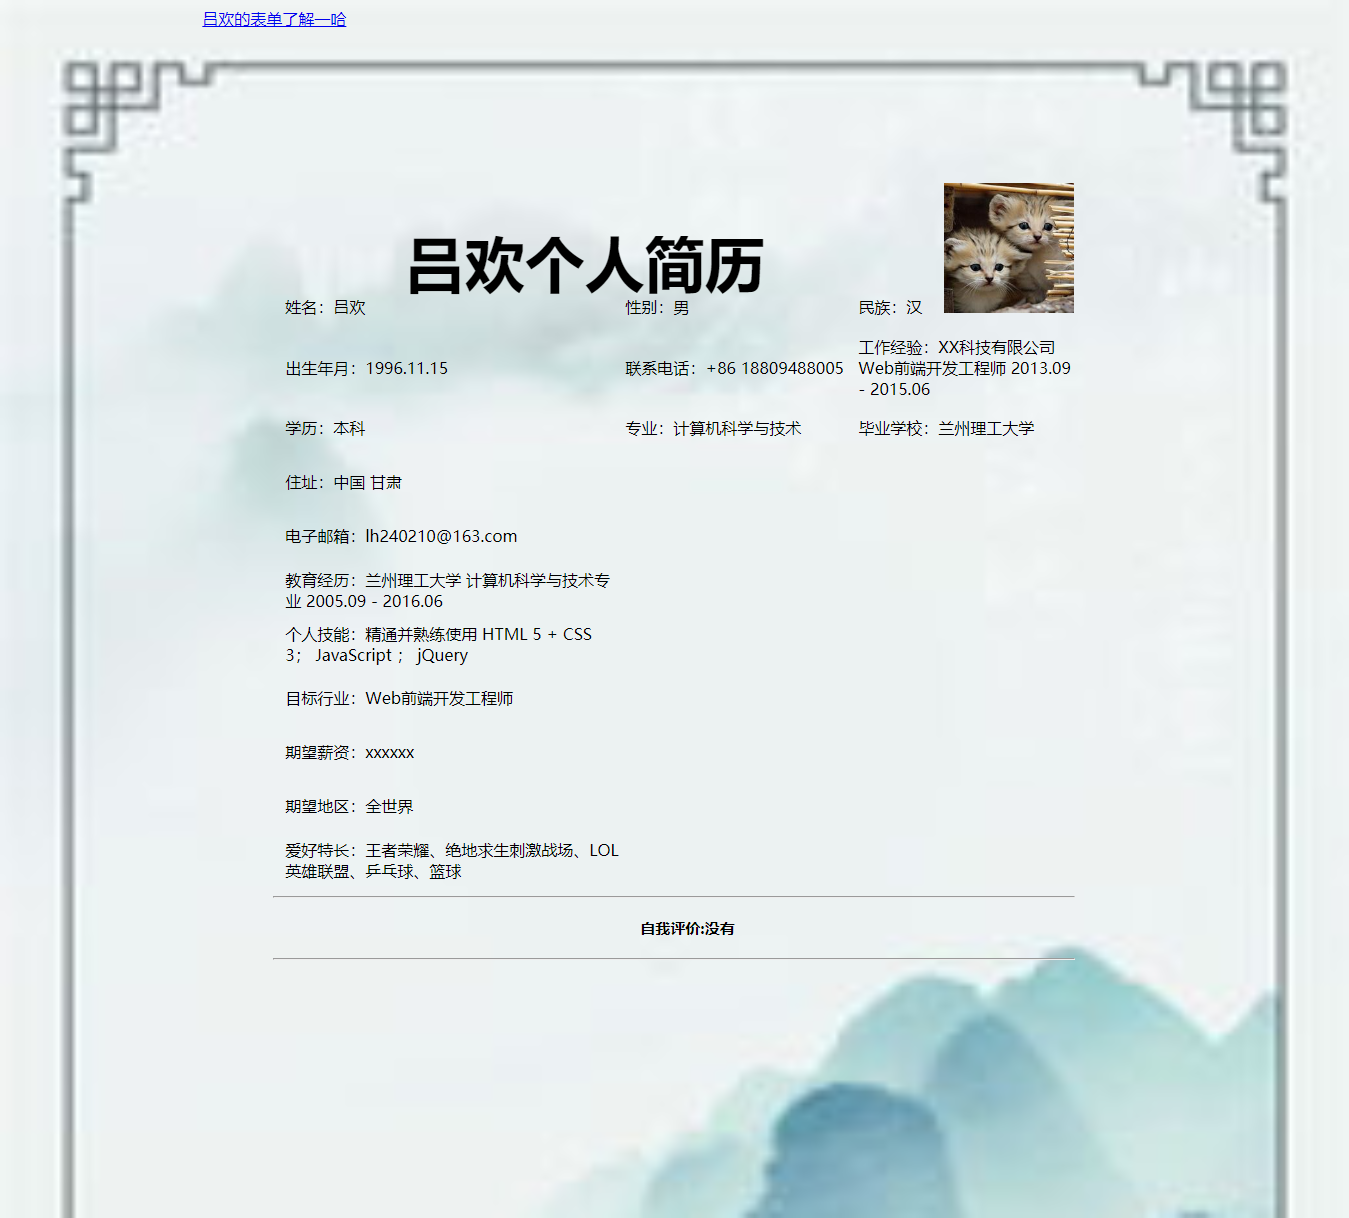 吕欢的表单了解一哈
吕欢个人简历
姓名：吕欢
性别：男
民族：汉
出生年月：1996.11.15
联系电话：+86 18809488005
工作经验：XX科技有限公司
Web前端开发工程师 2013.09
- 2015.06
学历：本科
专业：计算机科学与技术
毕业学校：兰州理工大学
住址：中国 甘肃
电子邮箱：lh240210@163.com
教育经历：兰州理工大学 计算机科学与技术专
业 2005.09 - 2016.06
个人技能：精通并熟练使用 HTML 5 + CSS
3； JavaScript ； jQuery
目标行业：Web前端开发工程师
期望薪资：xxxxxx
期望地区：全世界
爱好特长：王者荣耀、绝地求生刺激战场、LOL
英雄联盟、乒乓球、篮球
自我评价:没有